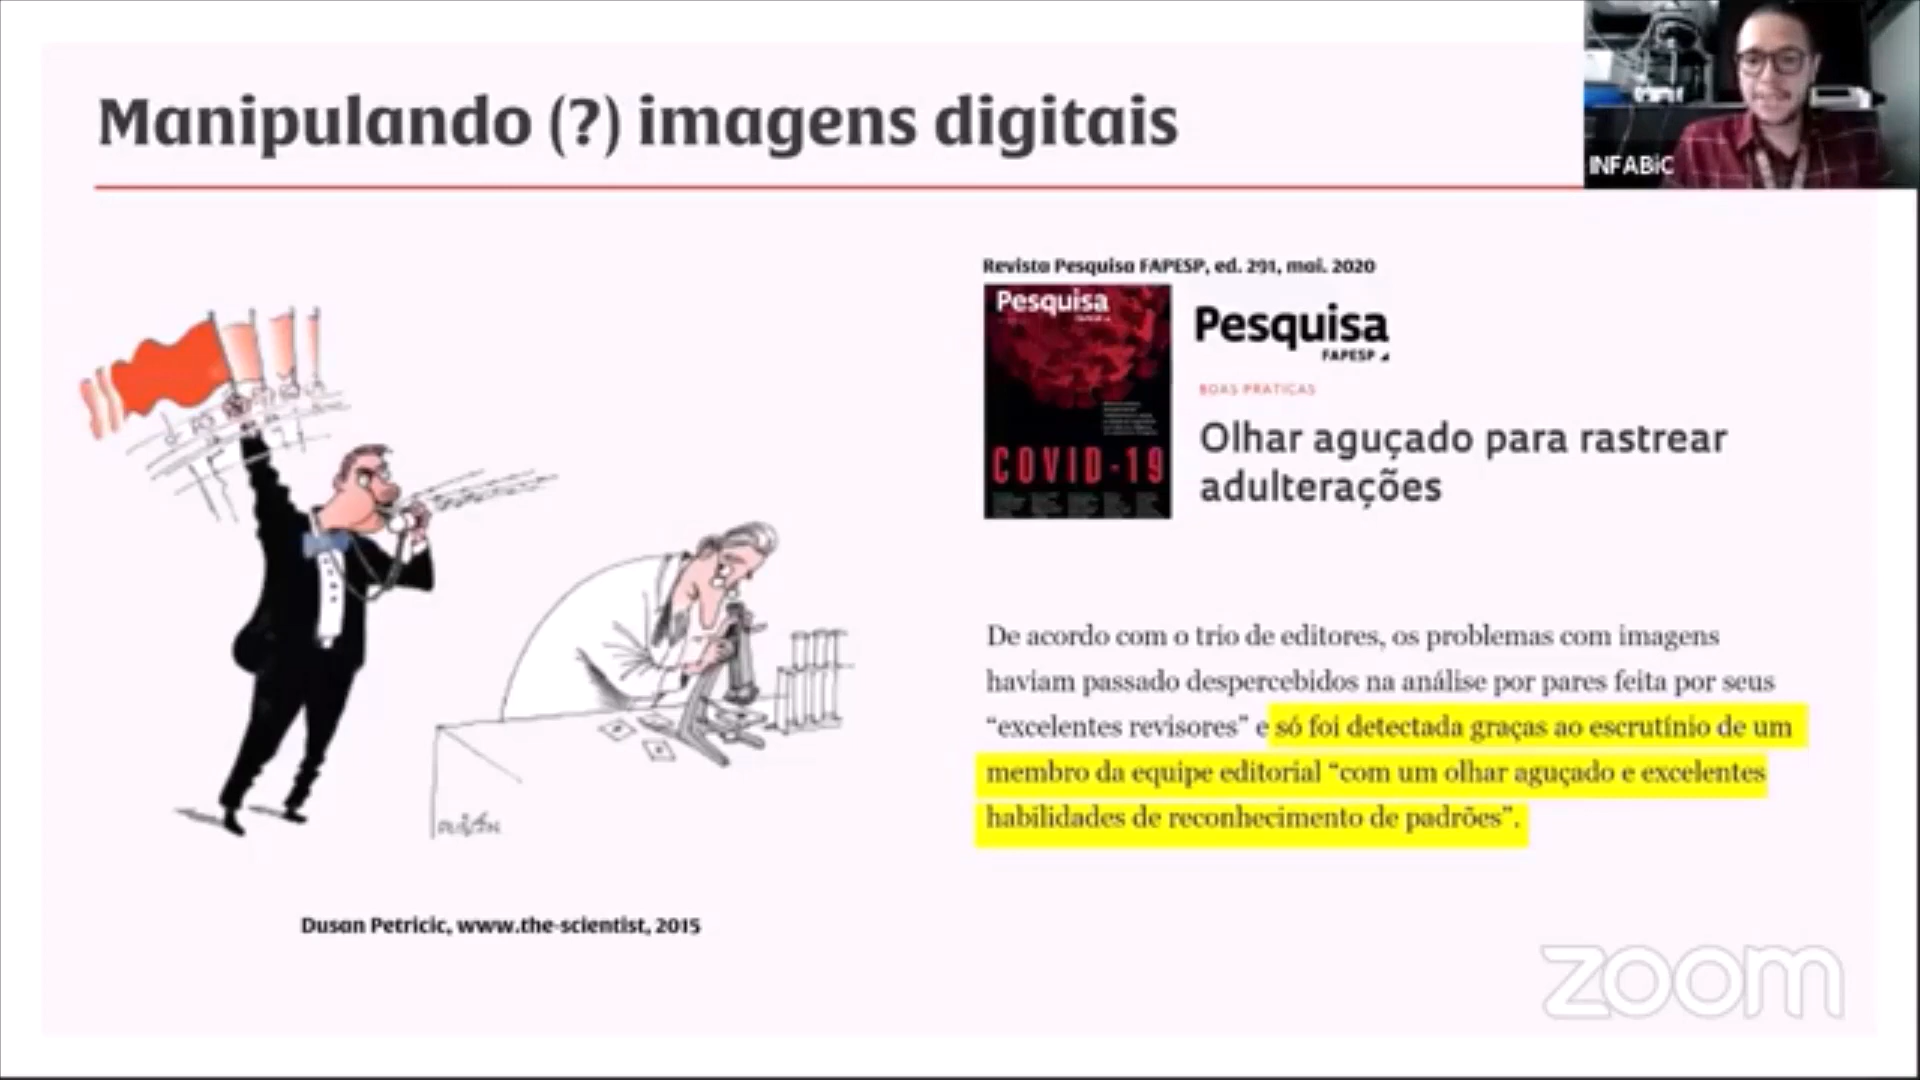 Manipulando (?) imagens digitais
INFABiC
Revista Pesquisa FAPESP, ed. 291, mai. 2020
Pesquisa
COVID-19
Pesquisa
FAPESP
BOAS PRÁTICAS
Olhar aguçado para rastrear
adulterações
De acordo com o trio de editores, os problemas com imagens
haviam passado despercebidos na análise por pares feita por seus
“excelentes revisores” e só foi detectada graças ao escrutínio de um
membro da equipe editorial “com um olhar aguçado e excelentes
habilidades de reconhecimento de padrões”.
Dusan Petricic, www.the-scientist, 2015
zoom